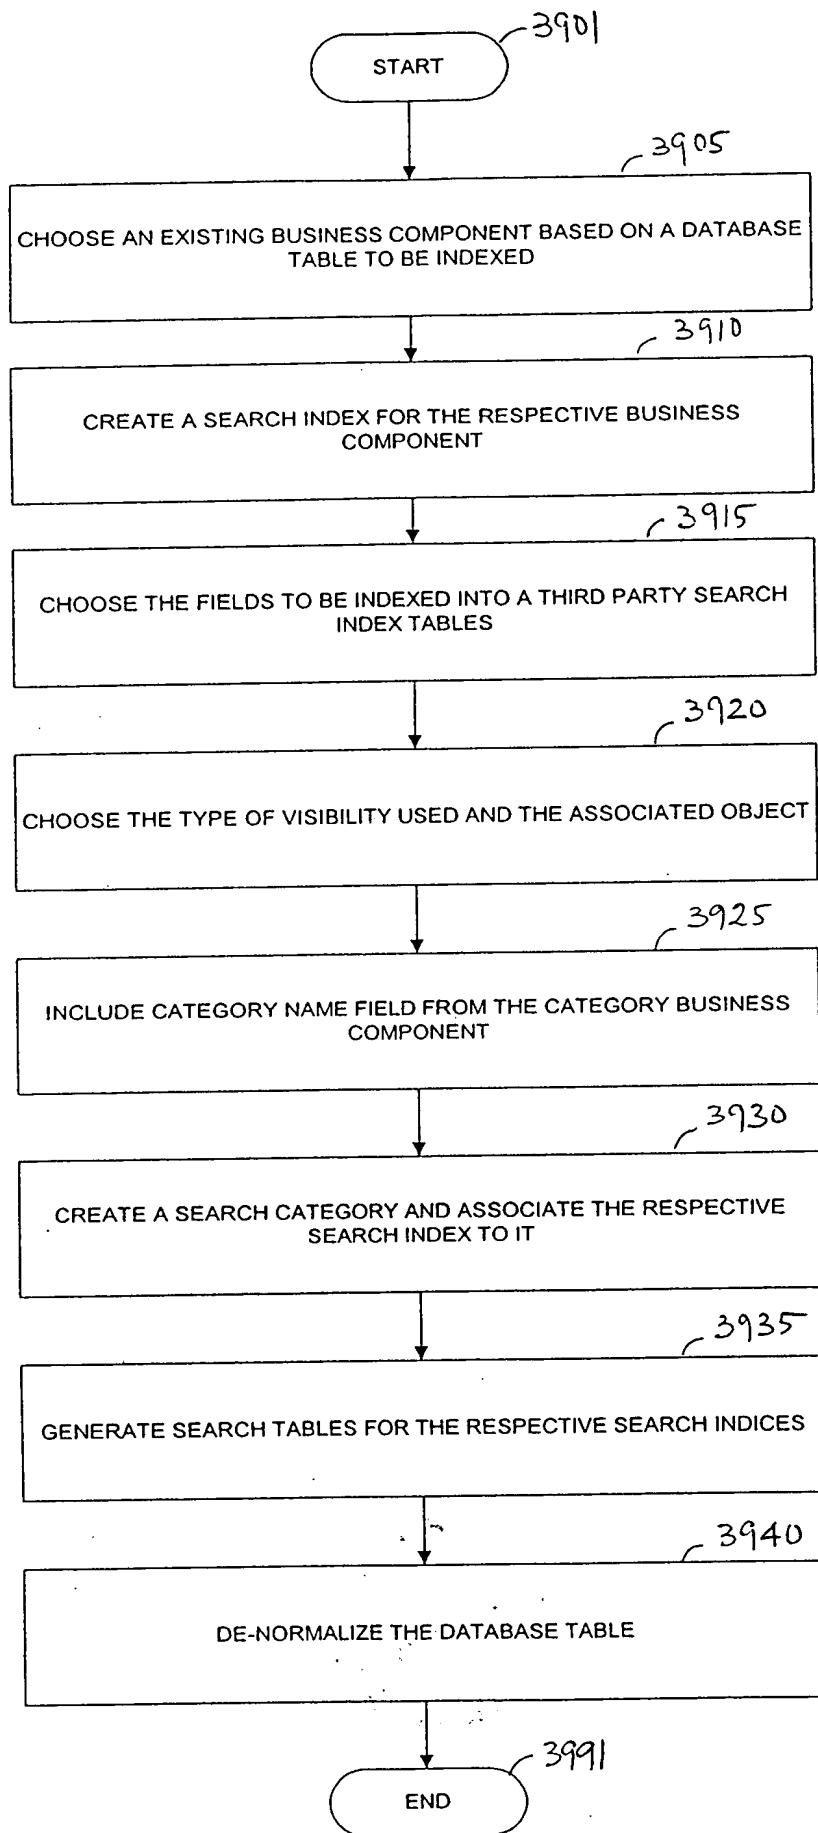 3901
START
3905
CHOOSE AN EXISTING BUSINESS COMPONENT BASED ON A DATABASE
TABLE TO BE INDEXED
3910
CREATE A SEARCH INDEX FOR THE RESPECTIVE BUSINESS
COMPONENT
3915
CHOOSE THE FIELDS TO BE INDEXED INTO A THIRD PARTY SEARCH
INDEX TABLES
3920
CHOOSE THE TYPE OF VISIBILITY USED AND THE ASSOCIATED OBJECT
3925
INCLUDE CATEGORY NAME FIELD FROM THE CATEGORY BUSINESS
COMPONENT
3930
CREATE A SEARCH CATEGORY AND ASSOCIATE THE RESPECTIVE
SEARCH INDEX TO IT
3935
GENERATE SEARCH TABLES FOR THE RESPECTIVE SEARCH INDICES
3940
DE-NORMALIZE THE DATABASE TABLE
3991
END